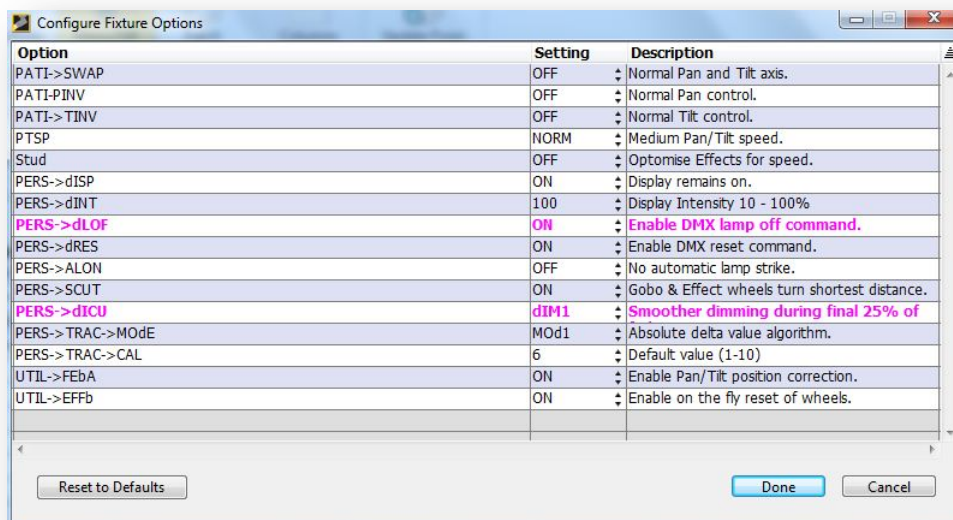 Configure Fixture Options
Option Setting Description
PATI->SWAP OFF Normal Pan and Tilt axis.
PATI-PINV OFF Normal Pan control.
PATI->TINV OFF Normal Tilt control.
PTSP NORM Medium Pan/Tilt speed.
Stud OFF Optomise Effects for speed.
PERS->dISP ON Display remains on.
PERS->dINT 100 Display Intensity 10 - 100%
PERS->dLOF ON Enable DMX lamp off command.
PERS->dRES ON Enable DMX reset command.
PERS->ALON OFF No automatic lamp strike.
PERS->SCUT ON Gobo & Effect wheels turn shortest distance.
PERS->dICU dIM1 Smoother dimming during final 25% of
PERS->TRAC->MOdE MOd1 Absolute delta value algorithm.
PERS->TRAC->CAL 6 Default value (1-10)
UTIL->FEbA ON Enable Pan/Tilt position correction.
UTIL->EFFb ON Enable on the fly reset of wheels.
Reset to Defaults Done Cancel